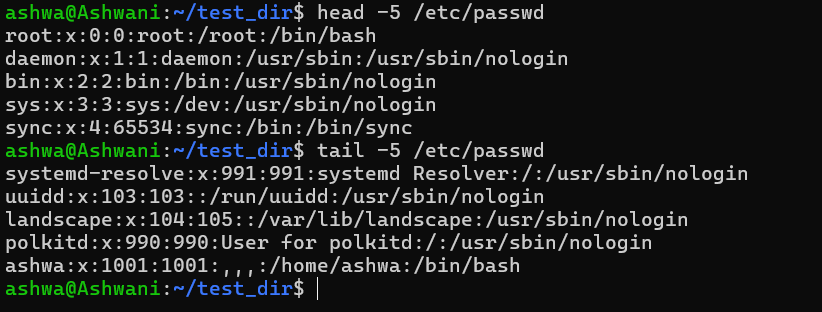 ashwa@Ashwani:~/test_dir$ head -5 /etc/passwd
root:x:0:0:root:/root:/bin/bash
daemon:x:1:1:daemon:/usr/sbin:/usr/sbin/nologin
bin:x:2:2:bin:/bin:/usr/sbin/nologin
sys:x:3:3:sys:/dev:/usr/sbin/nologin
sync:x:4:65534:sync:/bin:/bin/sync
ashwa@Ashwani:~/test_dir$ tail -5 /etc/passwd
systemd-resolve:x:991:991:systemd Resolver:/:/usr/sbin/nologin
uuidd:x:103:103::/run/uuidd:/usr/sbin/nologin
landscape:x:104:105::/var/lib/landscape:/usr/sbin/nologin
polkitd:x:990:990:User for polkitd:/:/usr/sbin/nologin
ashwa:x:1001:1001:,,,:/home/ashwa:/bin/bash
ashwa@Ashwani:~/test_dir$